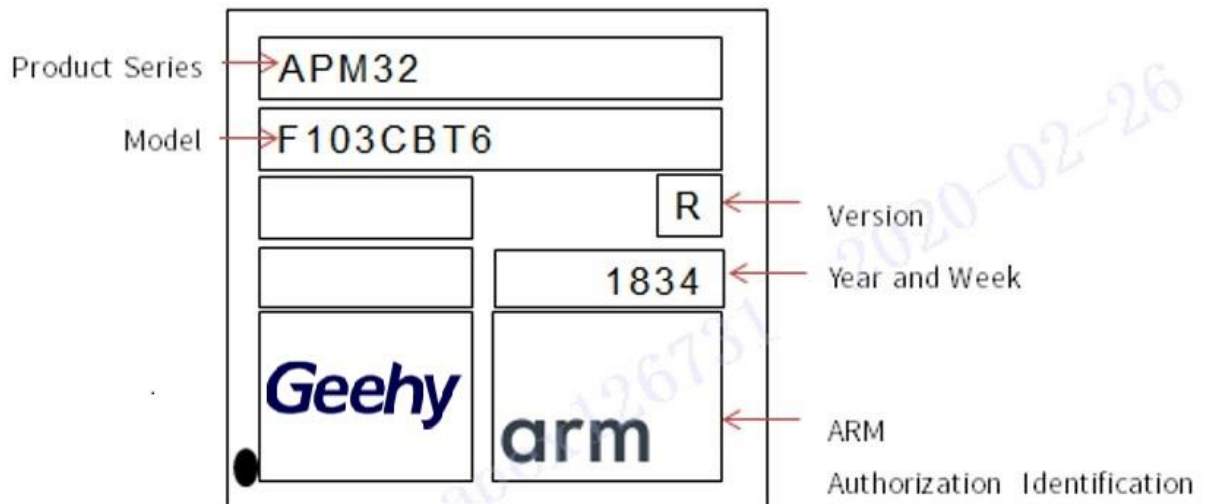 Product Series
APM32
Model
F103CBT6
R
Version
1834
Year and Week
Geehy
arm
ARM
Authorization Identification
2020-02-26